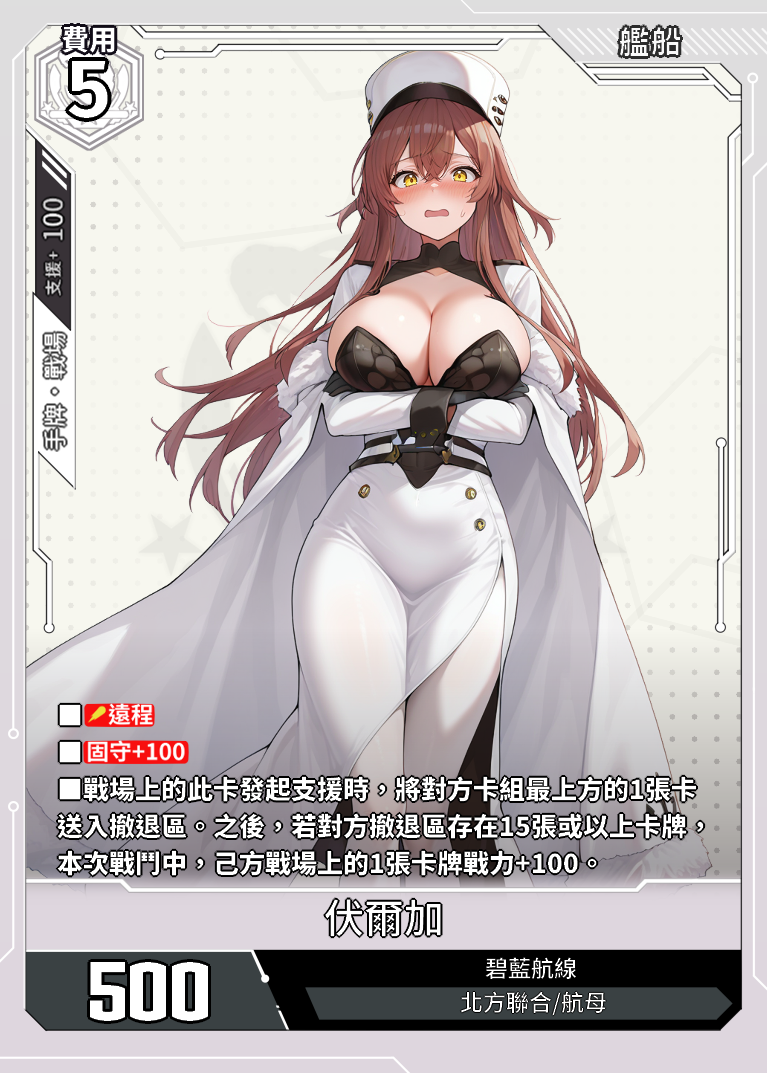 費用
5
艦船
支援+ 100
手牌・戰場
■遠程
■固守+100
■戰場上的此卡發起支援時，將對方卡組最上方的1張卡
送入撤退區。之後，若對方撤退區存在15張或以上卡牌，
本次戰鬥中，己方戰場上的1張卡牌戰力+100。
伏爾加
500
碧藍航線
北方聯合/航母